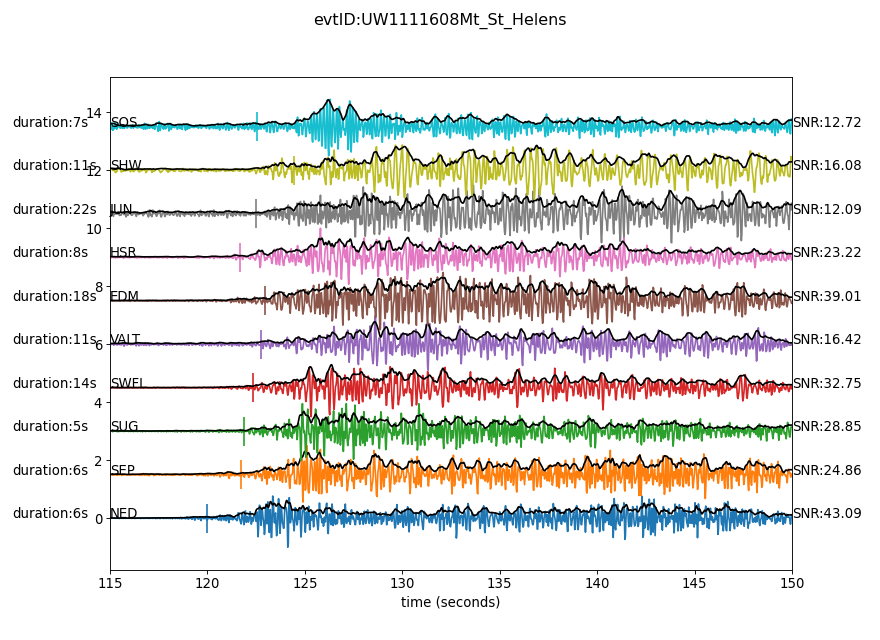 evtID:UW1111608Mt_St_Helens
14
duration:7s SOS SNR:12.72
duration:11s SHW SNR:16.08
12
duration:22s JUN SNR:12.09
10
duration:8s HSR SNR:23.22
8
duration:18s EDM SNR:39.01
duration:11s VALT SNR:16.42
6
duration:14s SWFL SNR:32.75
4
duration:5s SUG SNR:28.85
2
duration:6s SEP SNR:24.86
duration:6s NED SNR:43.09
0
115 120 125 130 135 140 145 150
time (seconds)